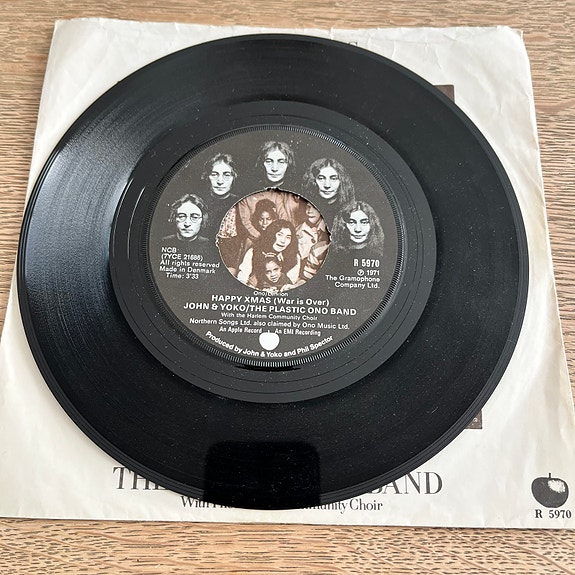 NCB
(7YCE 21686)
All rights reserved
Made in Denmark
Time: 3'33
R 5970
℗ 1971
The Gramophone
Company Ltd.
HAPPY XMAS (War is Over)
JOHN & YOKO/THE PLASTIC ONO BAND
With the Harlem Community Choir
Northern Songs Ltd. also claimed by Ono Music Ltd.
An Apple Record An EMI Recording
Produced by John & Yoko and Phil Spector
THE BAND
With Community Choir
R 5970